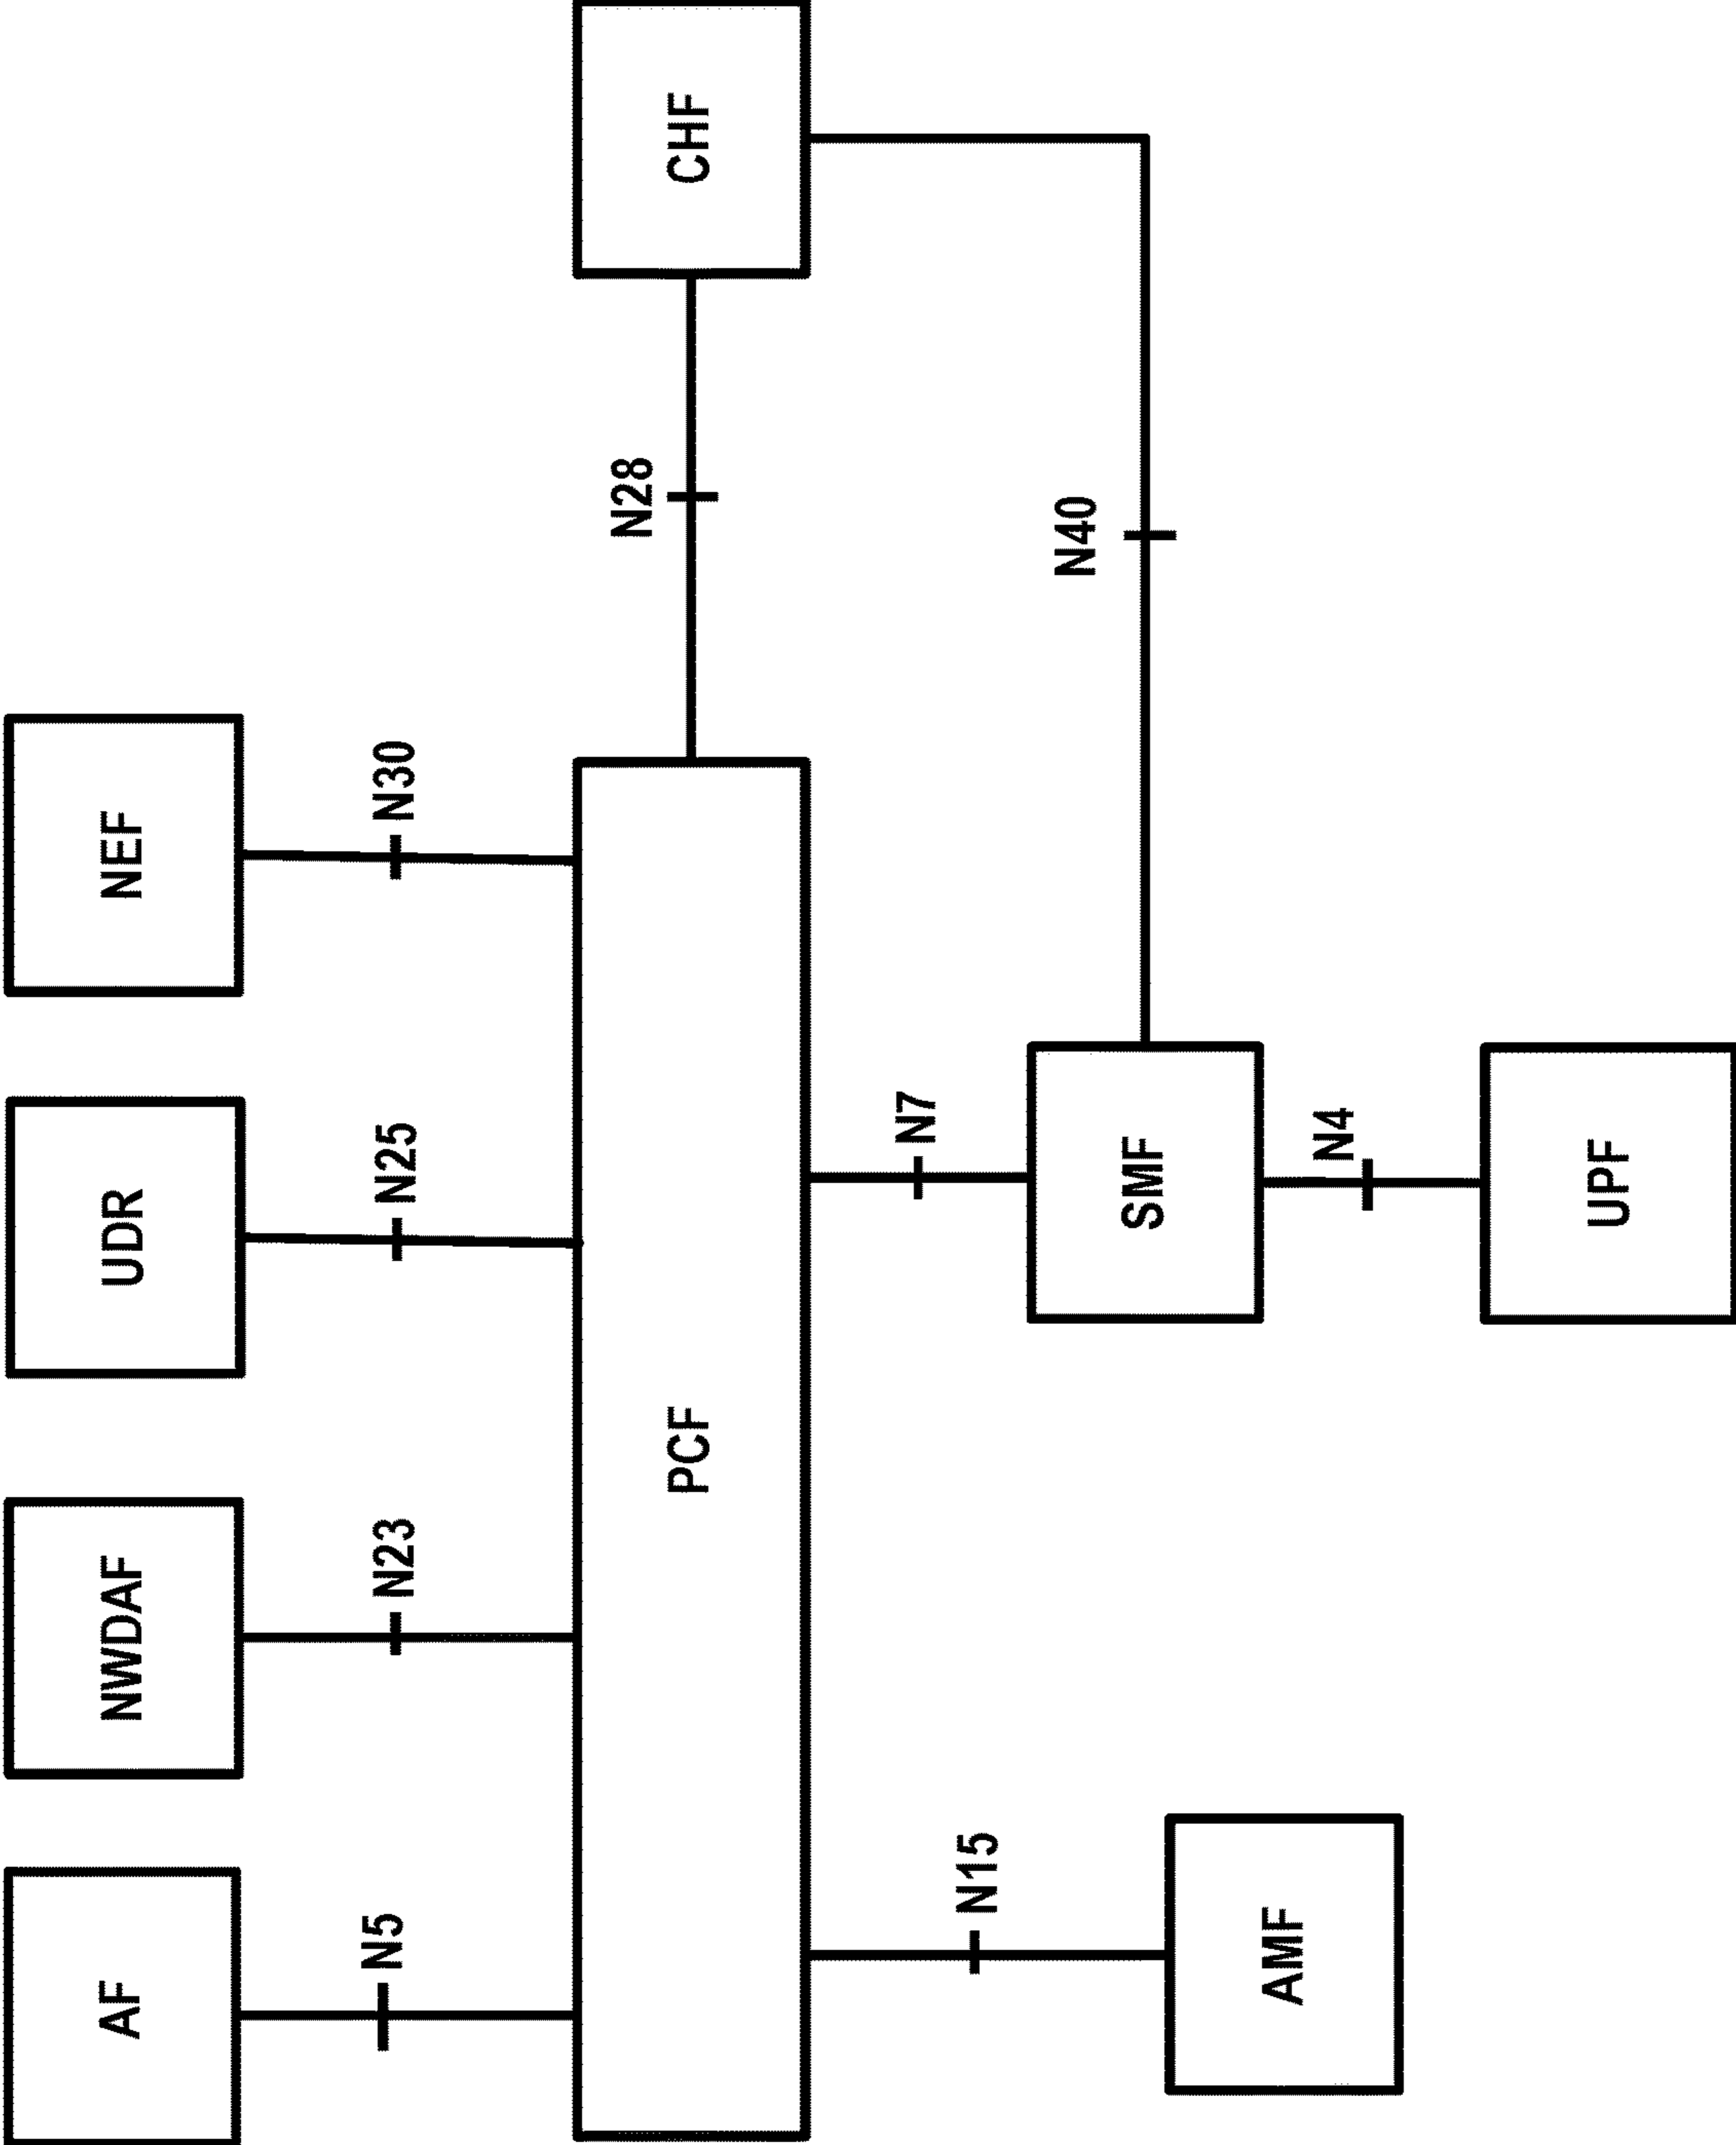 AF
NWDAF
UDR
NEF
N5
N23
N25
N30
PCF
N28
CHF
N15
N7
N40
AMF
SMF
N4
UPF